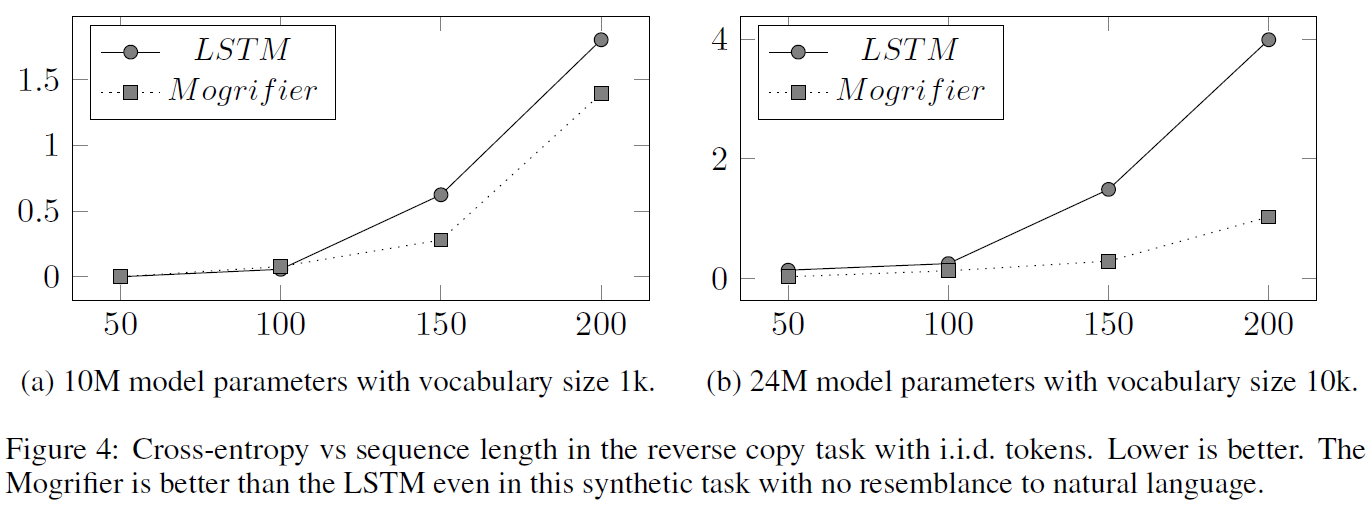 LSTM
Mogrifier
1.5
1
0.5
0
50 100 150 200
(a) 10M model parameters with vocabulary size 1k.
LSTM
Mogrifier
4
2
0
50 100 150 200
(b) 24M model parameters with vocabulary size 10k.
Figure 4: Cross-entropy vs sequence length in the reverse copy task with i.i.d. tokens. Lower is better. The
Mogrifier is better than the LSTM even in this synthetic task with no resemblance to natural language.